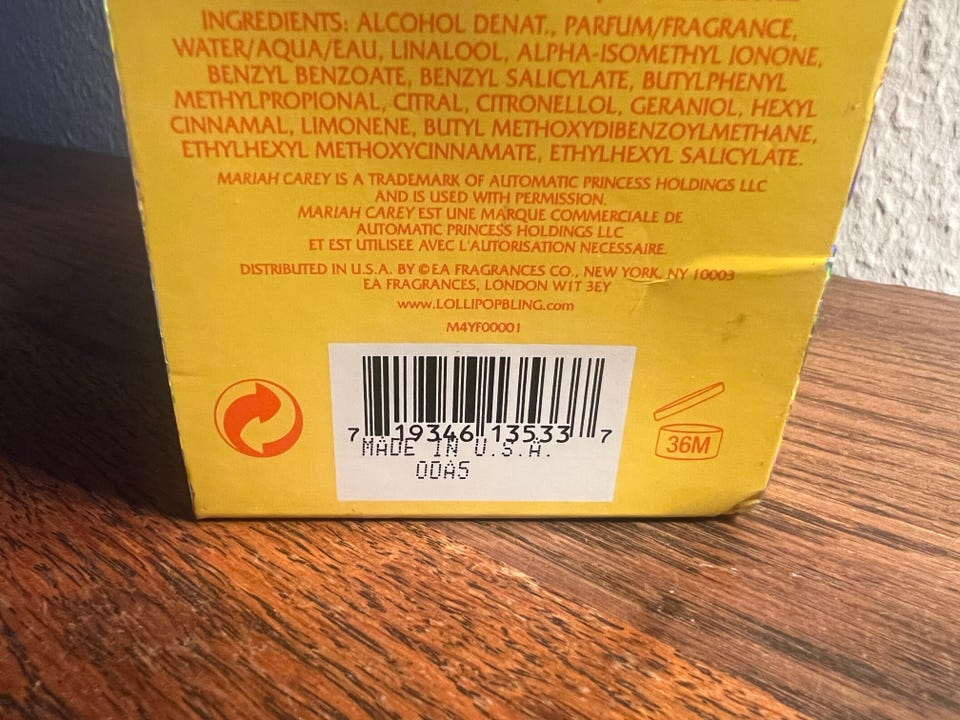 INGREDIENTS: ALCOHOL DENAT., PARFUM/FRAGRANCE,
WATER/AQUA/EAU, LINALOOL, ALPHA-ISOMETHYL IONONE,
BENZYL BENZOATE, BENZYL SALICYLATE, BUTYLPHENYL
METHYLPROPIONAL, CITRAL, CITRONELLOL, GERANIOL, HEXYL
CINNAMAL, LIMONENE, BUTYL METHOXYDIBENZOYLMETHANE,
ETHYLHEXYL METHOXYCINNAMATE, ETHYLHEXYL SALICYLATE.
MARIAH CAREY IS A TRADEMARK OF AUTOMATIC PRINCESS HOLDINGS LLC
AND IS USED WITH PERMISSION.
MARIAH CAREY EST UNE MARQUE COMMERCIALE DE
AUTOMATIC PRINCESS HOLDINGS LLC
ET EST UTILISEE AVEC L'AUTORISATION NECESSAIRE.
DISTRIBUTED IN U.S.A. BY ©EA FRAGRANCES CO., NEW YORK, NY 10003
EA FRAGRANCES, LONDON W1T 3EY
www.LOLLIPOPBLING.com
M4YF00001
7 19346 13533 7
MADE IN U.S.A.
00A5
36M